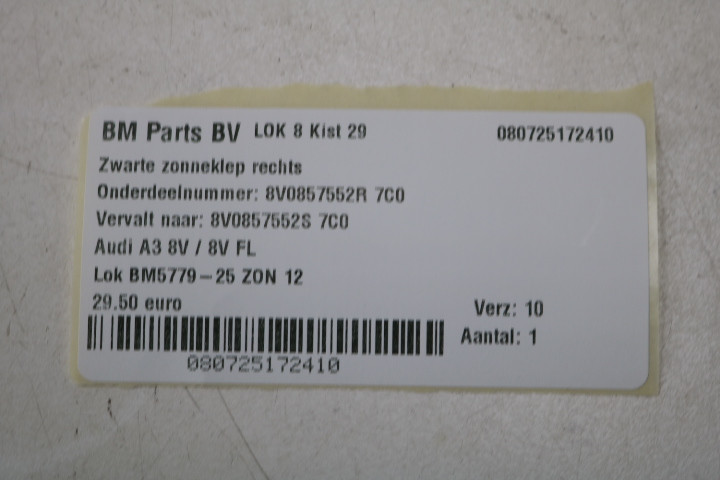 BM Parts BV LOK 8 Kist 29 080725172410
Zwarte zonneklep rechts
Onderdeelnummer: 8V0857552R 7C0
Vervalt naar: 8V0857552S 7C0
Audi A3 8V / 8V FL
Lok BM5779-25 ZON 12
29.50 euro Verz: 10
Aantal: 1
080725172410